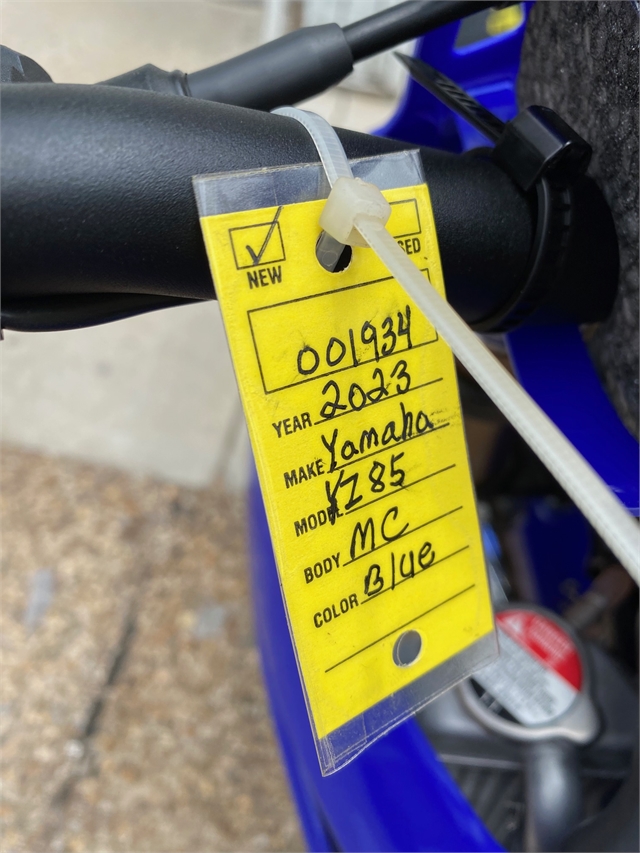 NEW
001934
YEAR 2023
MAKE Yamaha
MODEL YZ85
BODY MC
COLOR Blue